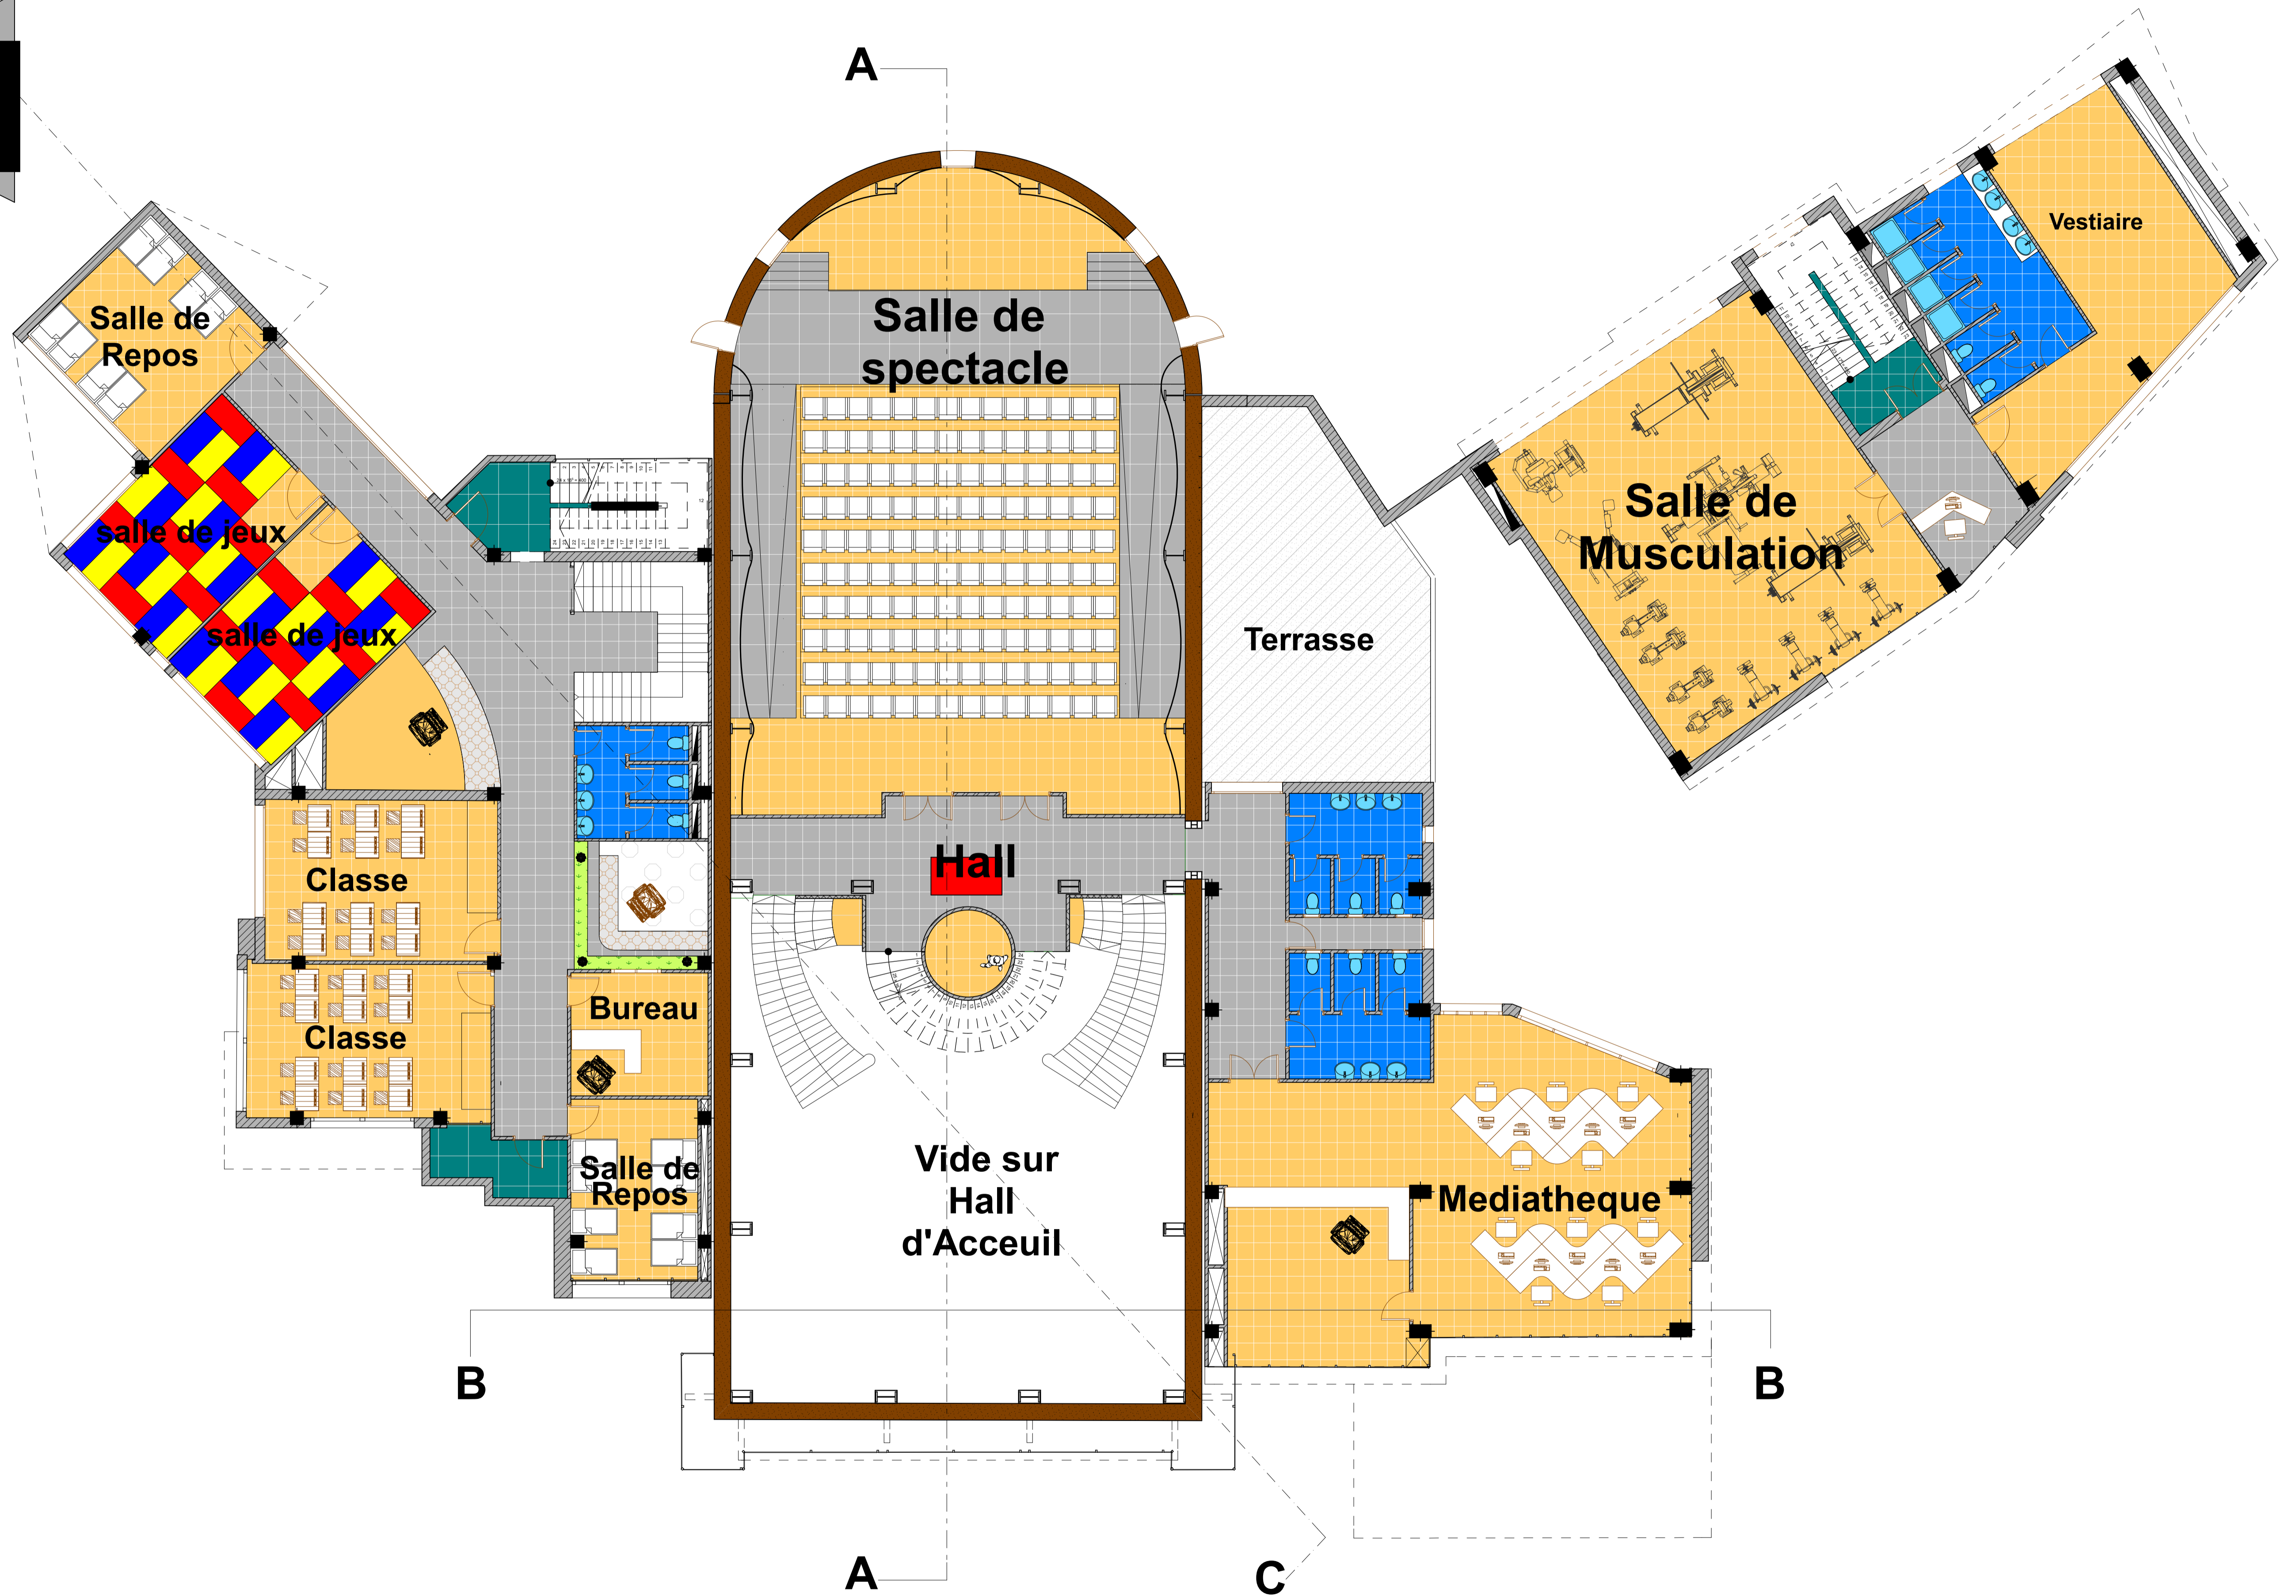 A
Vestiaire
Salle de
Repos
Salle de
spectacle
Salle de
Musculation
salle de jeux
salle de jeux
Terrasse
Classe
Hall
Bureau
Classe
Salle de
Repos
Vide sur
Hall
d'Acceuil
Mediatheque
B
B
A
C